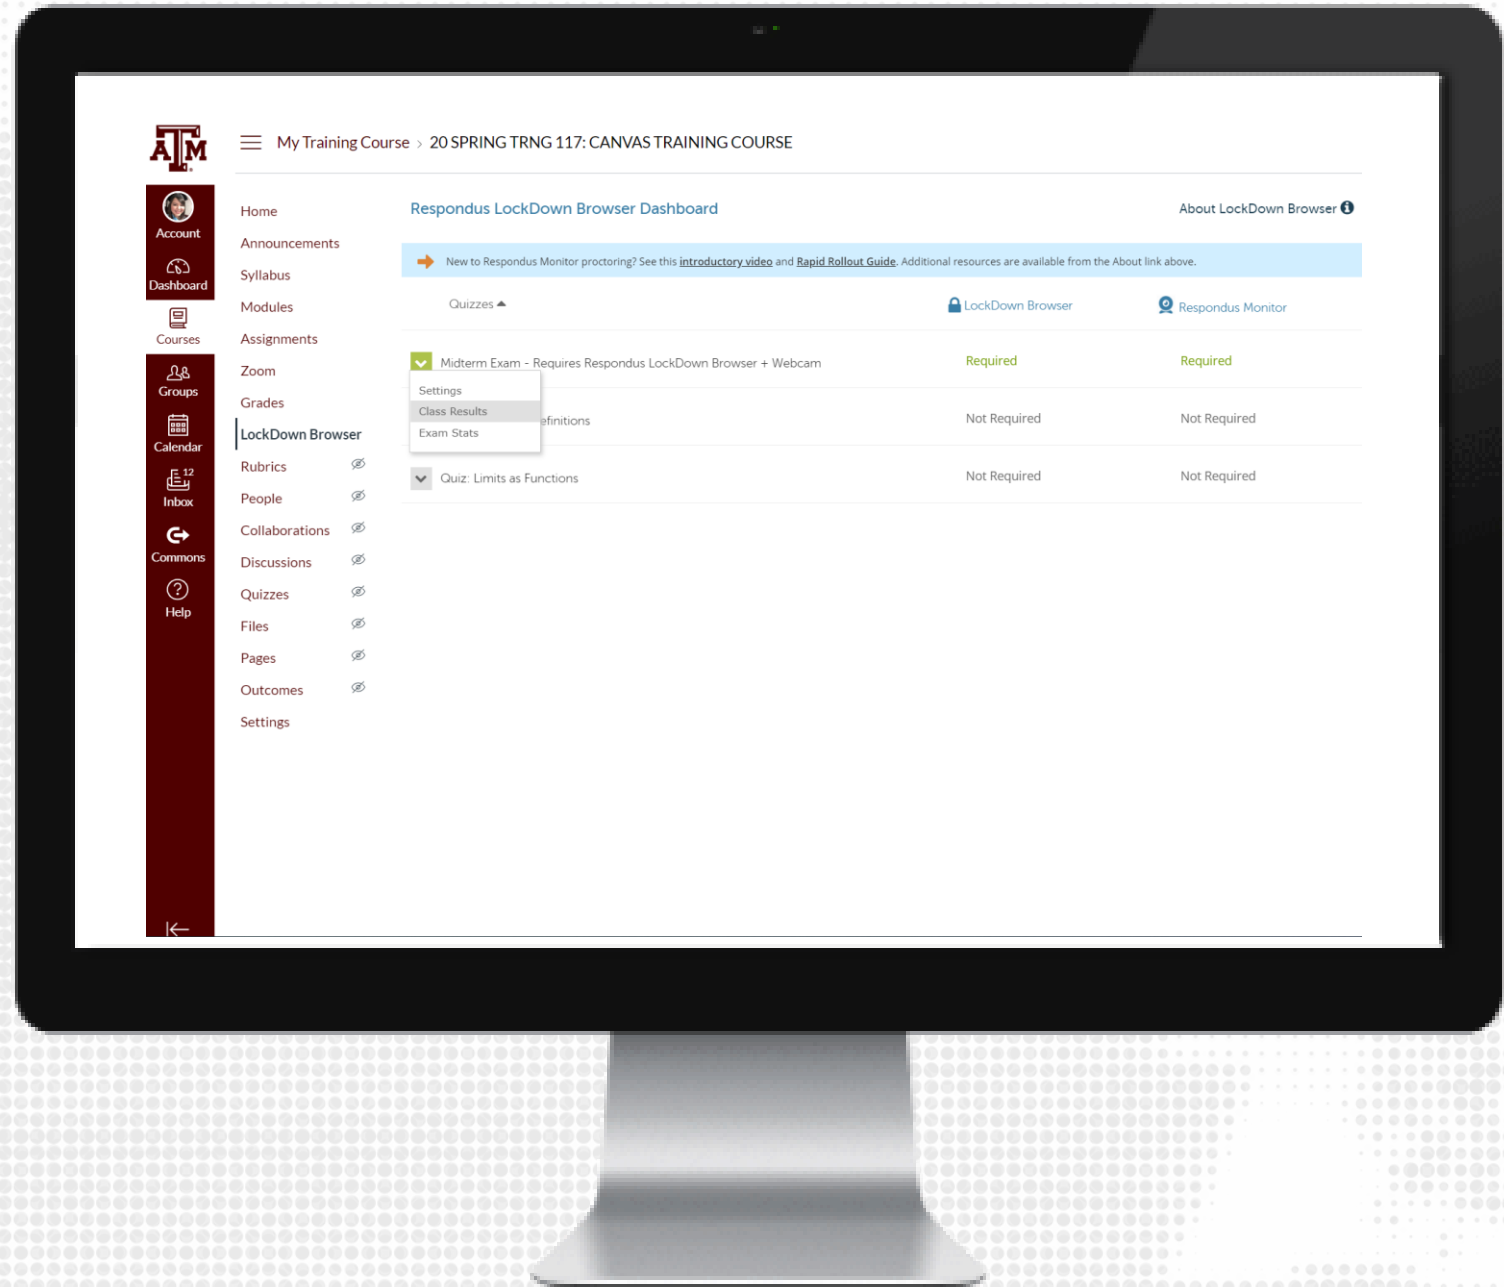 ATM
My Training Course > 20 SPRING TRNG 117: CANVAS TRAINING COURSE
Account
Dashboard
Courses
Groups
Calendar
12
Inbox
Commons
Help
Home
Announcements
Syllabus
Modules
Assignments
Zoom
Grades
LockDown Browser
Rubrics
People
Collaborations
Discussions
Quizzes
Files
Pages
Outcomes
Settings
Respondus LockDown Browser Dashboard
About LockDown Browser
New to Respondus Monitor proctoring? See this introductory video and Rapid Rollout Guide. Additional resources are available from the About link above.
Quizzes LockDown Browser Respondus Monitor
Midterm Exam - Requires Respondus LockDown Browser + Webcam Required Required
Settings
Class Results
Exam Stats
efinitions Not Required Not Required
Quiz: Limits as Functions Not Required Not Required